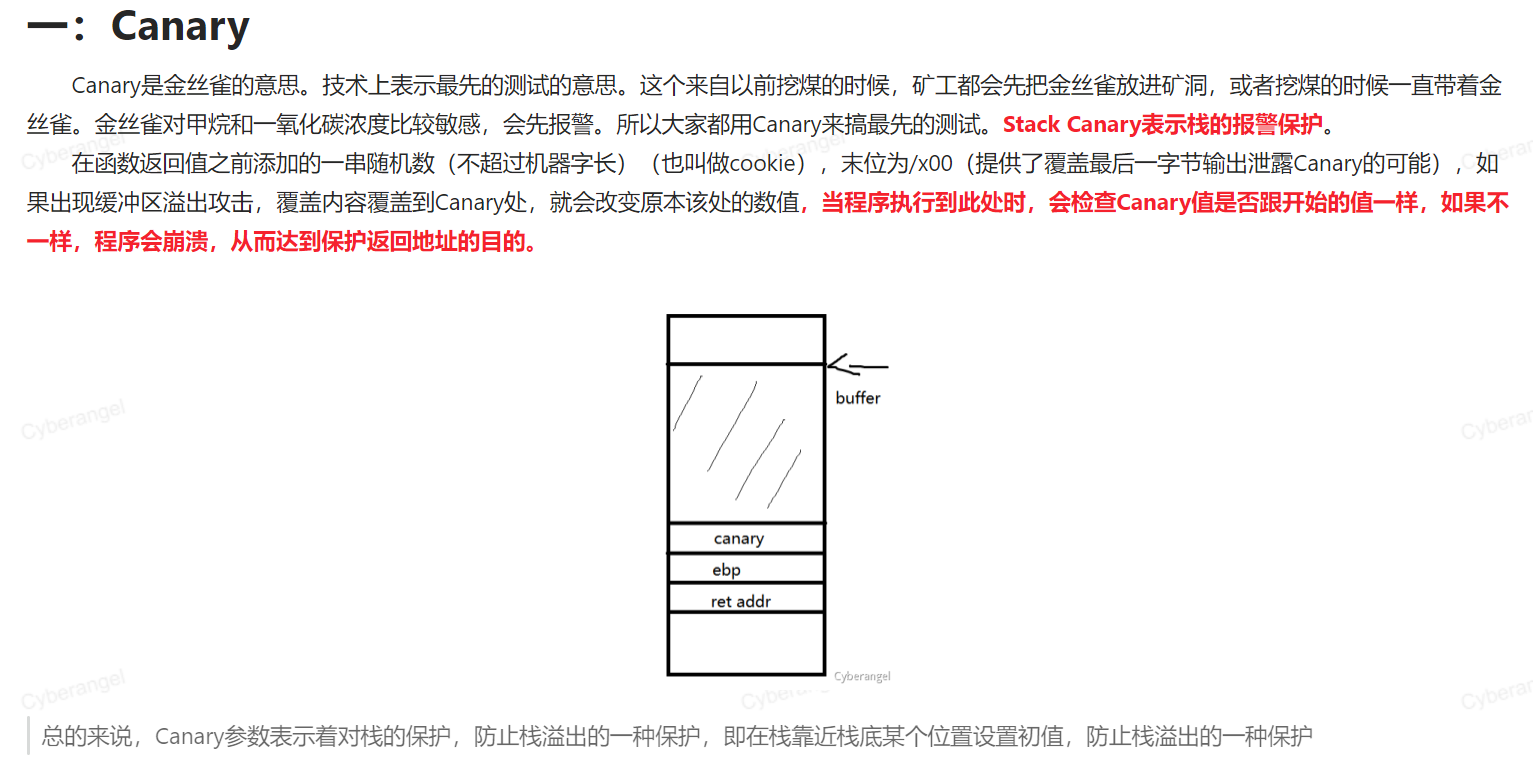 一：Canary
Canary是金丝雀的意思。技术上表示最先的测试的意思。这个来自以前挖煤的时候，矿工都会先把金丝雀放进矿洞，或者挖煤的时候一直带着金
丝雀。金丝雀对甲烷和一氧化碳浓度比较敏感，会先报警。所以大家都用Canary来搞最先的测试。Stack Canary表示栈的报警保护。
在函数返回值之前添加的一串随机数（不超过机器字长）（也叫做cookie），末位为/x00（提供了覆盖最后一字节输出泄露Canary的可能），如
果出现缓冲区溢出攻击，覆盖内容覆盖到Canary处，就会改变原本该处的数值，当程序执行到此处时，会检查Canary值是否跟开始的值一样，如果不
一样，程序会崩溃，从而达到保护返回地址的目的。
buffer
canary
ebp
ret addr
Cyberangel
总的来说，Canary参数表示着对栈的保护，防止栈溢出的一种保护，即在栈靠近栈底某个位置设置初值，防止栈溢出的一种保护
Cyberangel
Cyberangel
Cyberangel